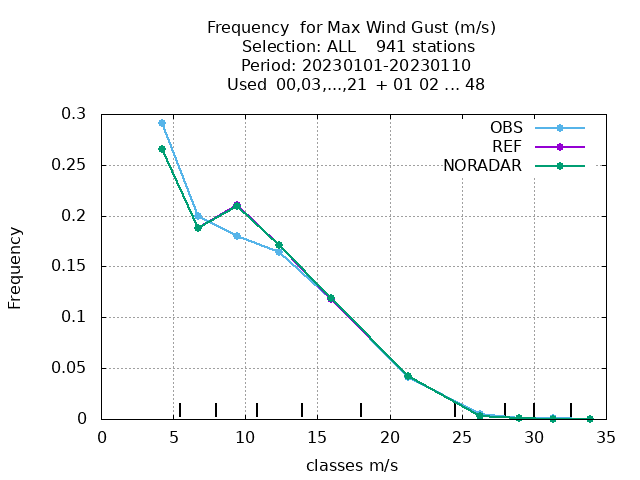 Frequency  for Max Wind Gust (m/s)
Selection: ALL    941 stations
Period: 20230101-20230110
Used  00,03,...,21  + 01 02 ... 48
OBS
REF
NORADAR
0.3
0.25
0.2
0.15
0.1
0.05
0
Frequency
0 5 10 15 20 25 30 35
classes m/s